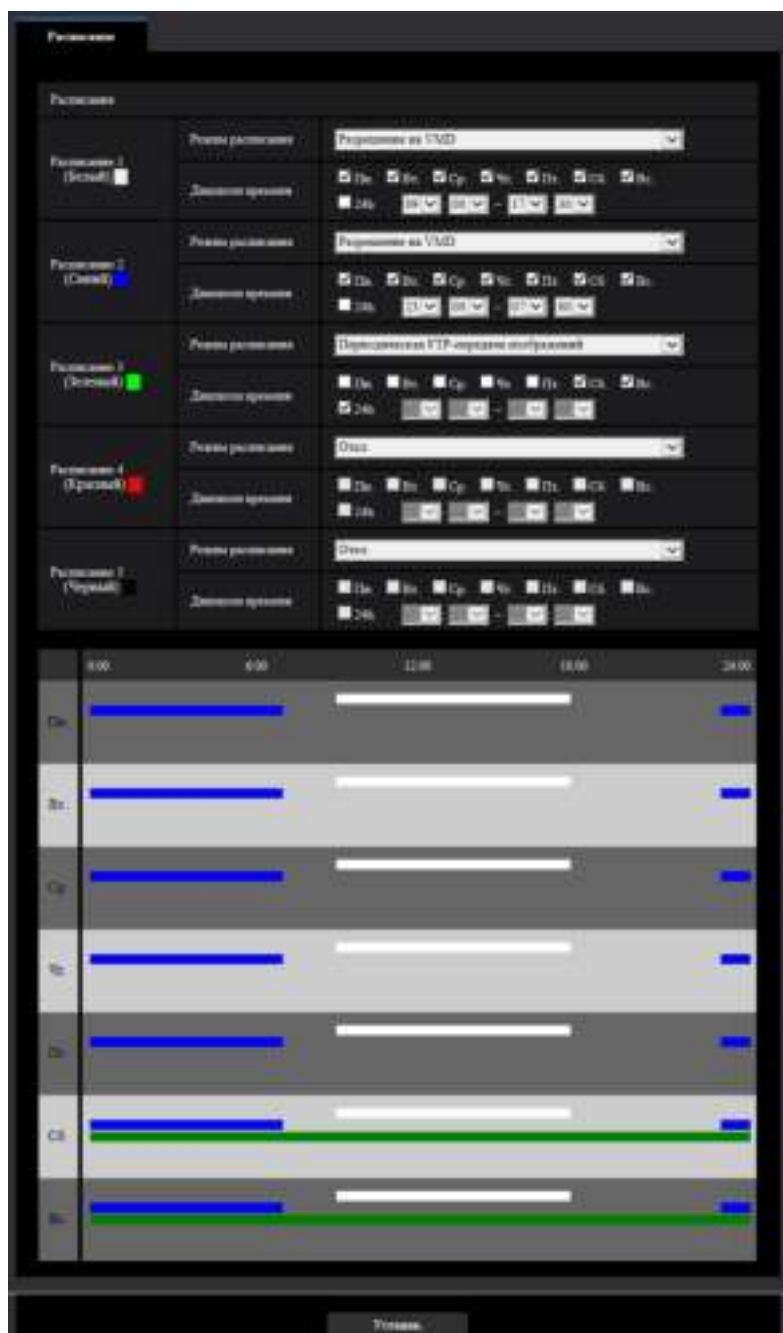 Расписание
Расписание
Расписание 1
(Белый)
Режим расписания
Разрешение на VMD
Диапазон времени
Пн. Вт. Ср. Чт. Пт. Сб. Вс.
24h
Расписание 2
(Синий)
Режим расписания
Разрешение на VMD
Диапазон времени
Пн. Вт. Ср. Чт. Пт. Сб. Вс.
24h
Расписание 3
(Зеленый)
Режим расписания
Периодическая FTP-передача изображений
Диапазон времени
Пн. Вт. Ср. Чт. Пт. Сб. Вс.
24h
Расписание 4
(Красный)
Режим расписания
Откл.
Диапазон времени
Пн. Вт. Ср. Чт. Пт. Сб. Вс.
24h
Расписание 5
(Черный)
Режим расписания
Откл.
Диапазон времени
Пн. Вт. Ср. Чт. Пт. Сб. Вс.
24h
0:00 6:00 12:00 18:00 24:00
Пн.
Вт.
Ср.
Чт.
Пт.
Сб.
Вс.
Установ.